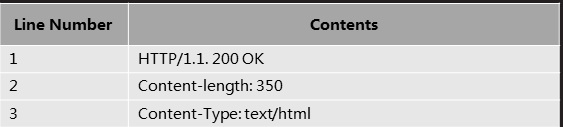 Line Number Contents
1 HTTP/1.1. 200 OK
2 Content-length: 350
3 Content-Type: text/html